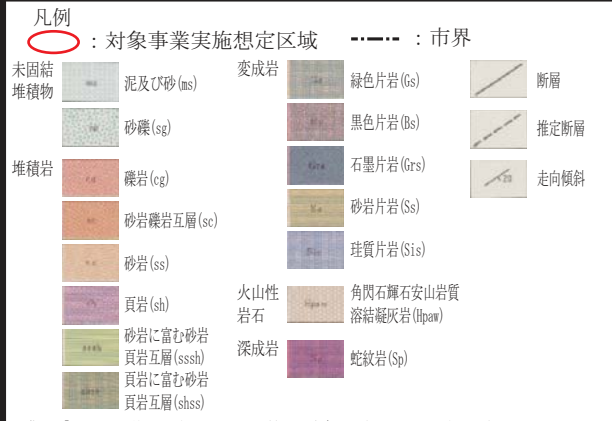 凡例
：対象事業実施想定区域
：市界
未固結
堆積物
泥及び砂(ms)
砂礫(sg)
堆積岩
礫岩(cg)
砂岩礫岩互層(sc)
砂岩(ss)
頁岩(sh)
砂岩に富む砂岩
頁岩互層(sssh)
頁岩に富む砂岩
頁岩互層(shss)
変成岩
緑色片岩(Gs)
黒色片岩(Bs)
石墨片岩(Grs)
砂岩片岩(Ss)
珪質片岩(Sis)
火山性
岩石
角閃石輝石安山岩質
溶結凝灰岩(Hpaw)
深成岩
蛇紋岩(Sp)
断層
推定断層
走向傾斜